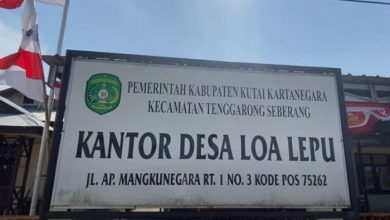 PEMERINTAH KABUPATEN KUTAI KARTANEGARA
KECAMATAN TENGGARONG SEBERANG
KANTOR DESA LOA LEPU
JL. AP. MANGKUNEGARA RT. 1 NO. 3 KODE POS 75262